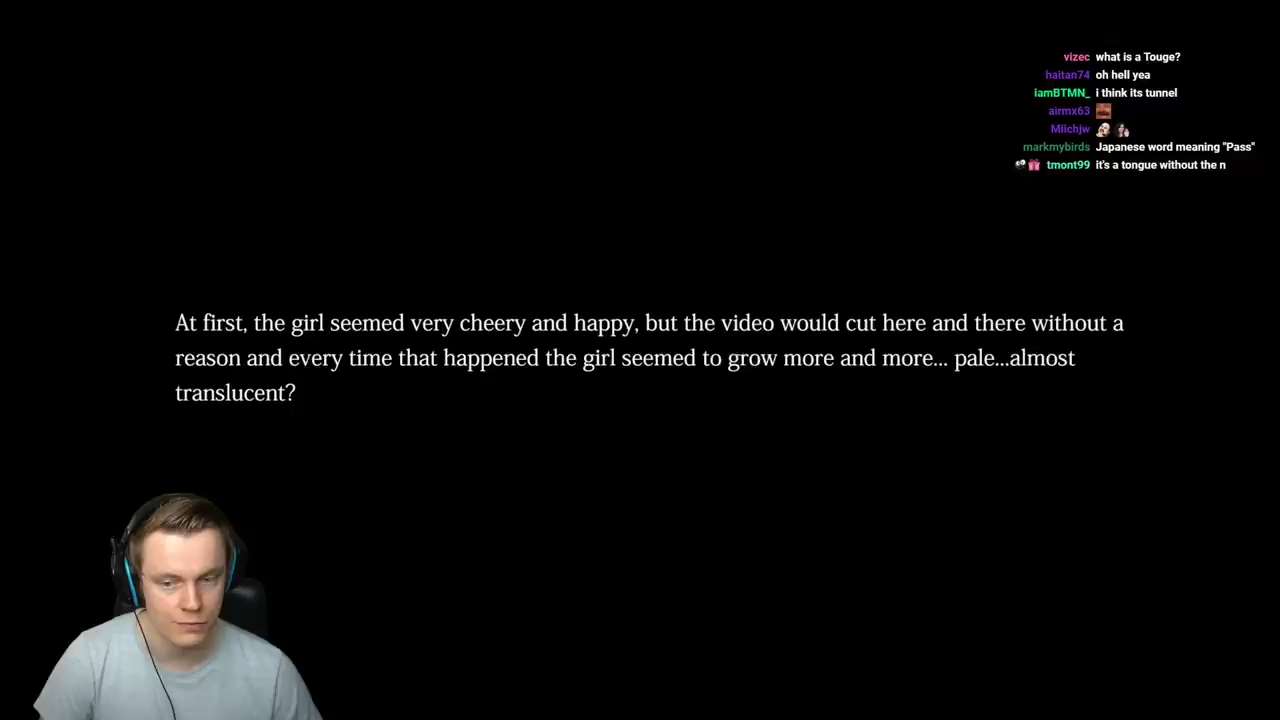 vizec what is a Touge?
haitan74 oh hell yea
iamBTMN_ i think its tunnel
airmx63
Milchjw
markmybirds Japanese word meaning "Pass"
tmont99 it's a tongue without the n
At first, the girl seemed very cheery and happy, but the video would cut here and there without a
reason and every time that happened the girl seemed to grow more and more... pale...almost
translucent?